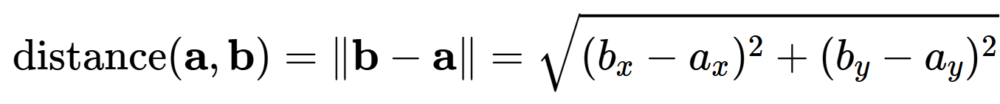 distance(𝐚, 𝐛) = ‖𝐛 − 𝐚‖ = √((bₓ − aₓ)² + (b_y − a_y)²)